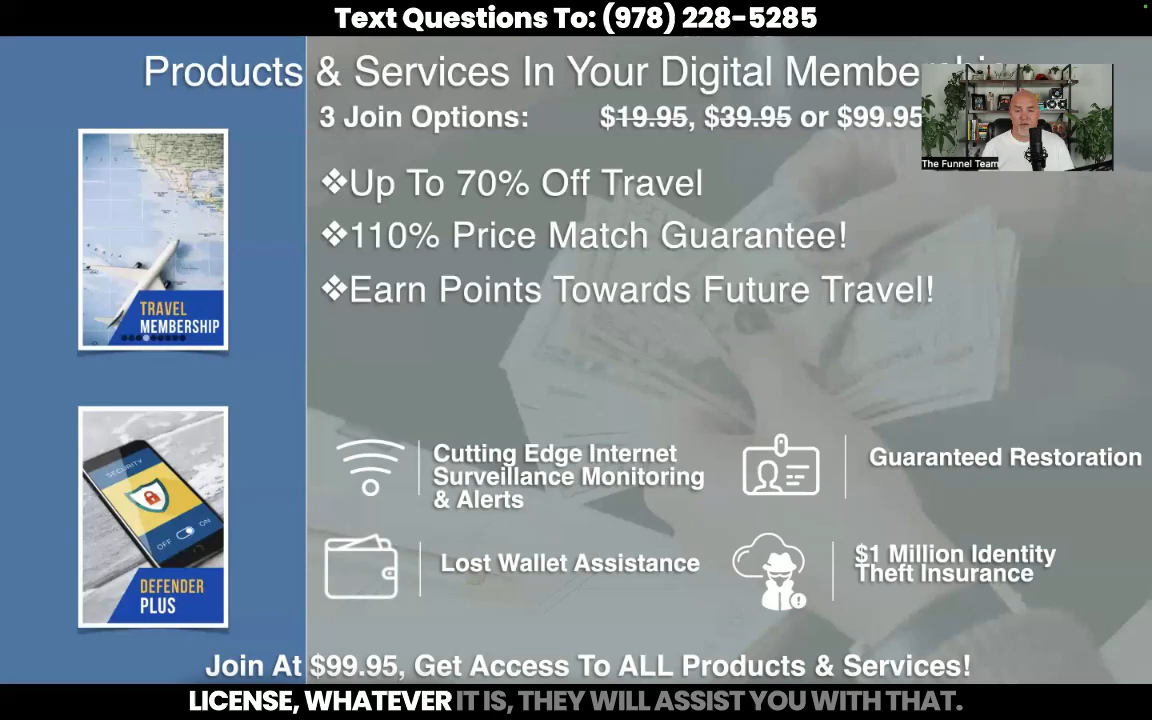 Text Questions To: (978) 228-5285
Products & Services In Your Digital
3 Join Options: $19.95, $39.95 or $99.95
❖Up To 70% Off Travel
❖110% Price Match Guarantee!
❖Earn Points Towards Future Travel!
The Funnel Team
TRAVEL
MEMBERSHIP
SECURITY
OFF
ON
DEFENDER
PLUS
Cutting Edge Internet
Surveillance Monitoring
& Alerts
Guaranteed Restoration
Lost Wallet Assistance
$1 Million Identity
Theft Insurance
Join At $99.95, Get Access To ALL Products & Services!
LICENSE, WHATEVER IT IS, THEY WILL ASSIST YOU WITH THAT.